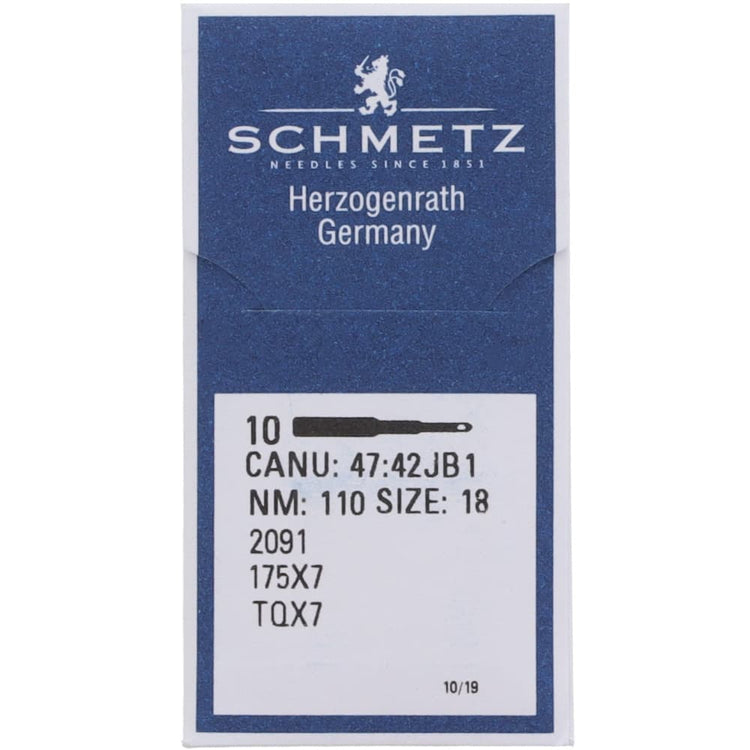 SCHMETZ
NEEDLES SINCE 1851
Herzogenrath
Germany
10
CANU: 47:42JB1
NM: 110 SIZE: 18
2091
175X7
TQX7
10/19